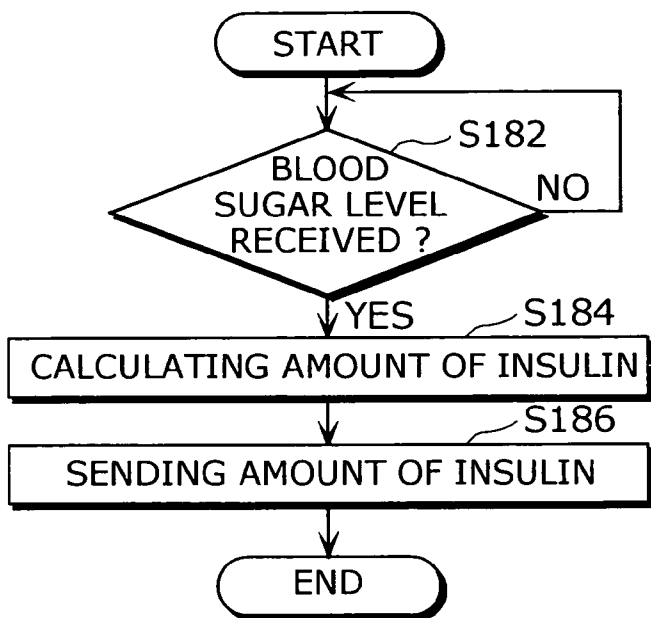 START
S182
BLOOD
SUGAR LEVEL
RECEIVED ?
NO
YES
S184
CALCULATING AMOUNT OF INSULIN
S186
SENDING AMOUNT OF INSULIN
END